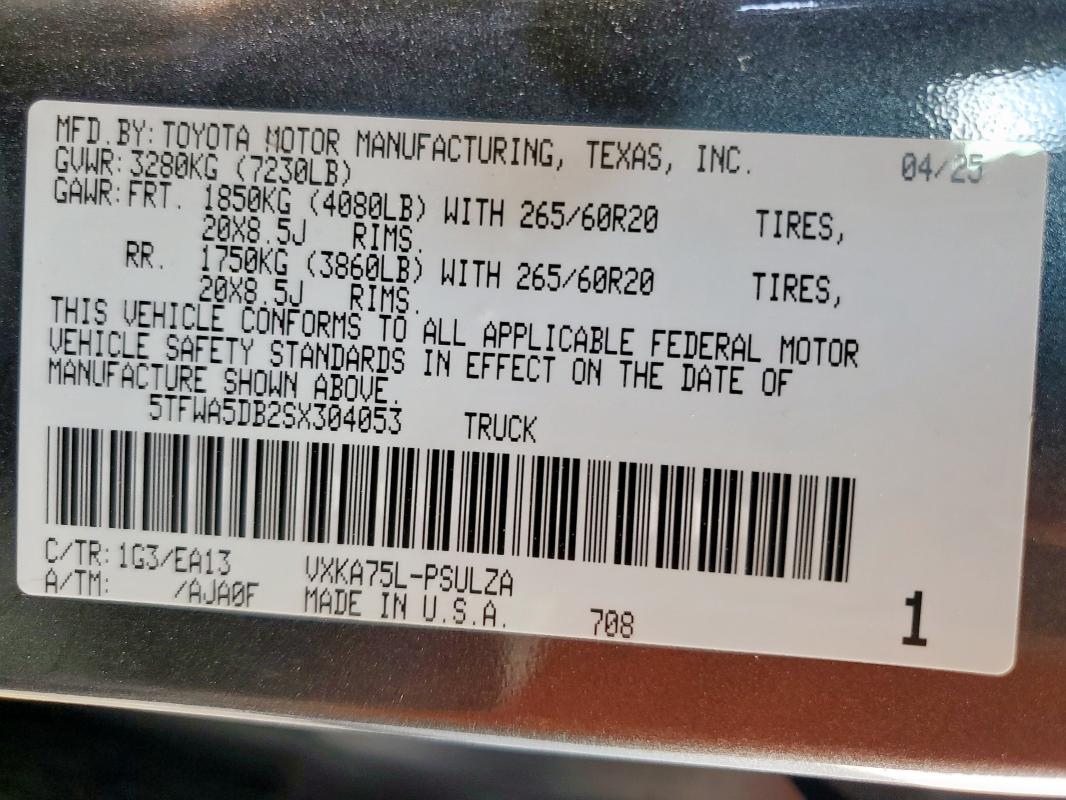 MFD. BY: TOYOTA MOTOR MANUFACTURING, TEXAS, INC. 04/25
GVWR: 3280KG (7230LB)
GAWR: FRT. 1850KG (4080LB) WITH 265/60R20 TIRES,
20X8.5J RIMS.
RR. 1750KG (3860LB) WITH 265/60R20 TIRES,
20X8.5J RIMS.
THIS VEHICLE CONFORMS TO ALL APPLICABLE FEDERAL MOTOR
VEHICLE SAFETY STANDARDS IN EFFECT ON THE DATE OF
MANUFACTURE SHOWN ABOVE.
5TFWA5DB2SX304053 TRUCK
C/TR: 1G3/EA13 VXKA75L-PSULZA
A/TM: /AJA0F MADE IN U.S.A. 708 1